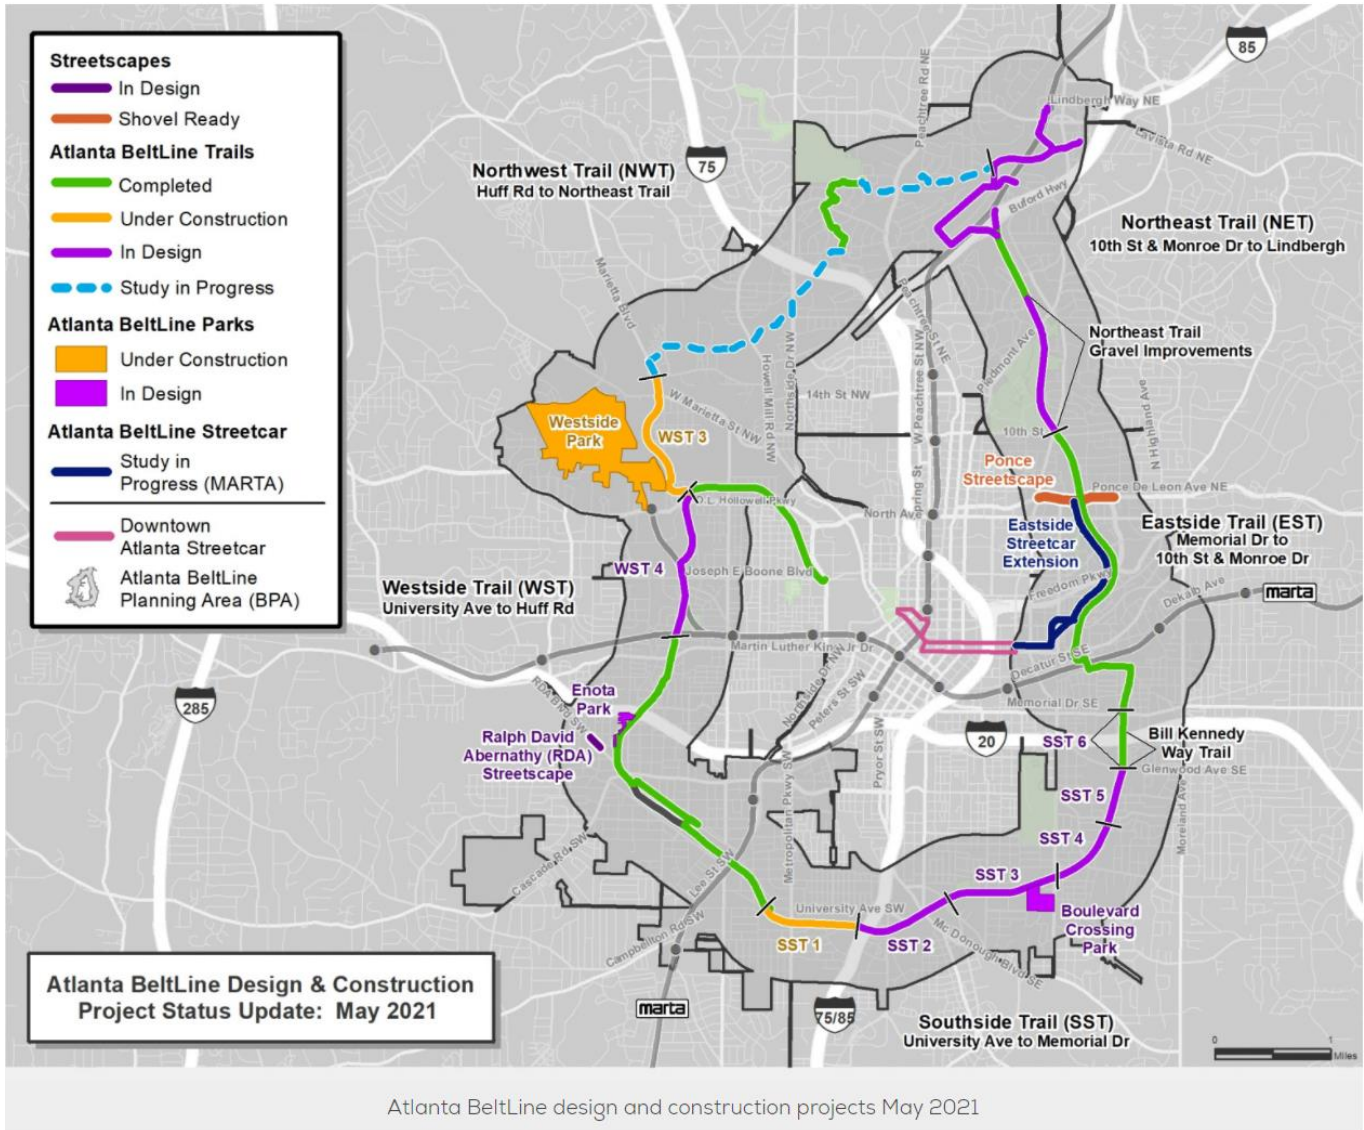 Streetscapes
In Design
Shovel Ready
Atlanta BeltLine Trails
Completed
Under Construction
In Design
Study in Progress
Atlanta BeltLine Parks
Under Construction
In Design
Atlanta BeltLine Streetcar
Study in
Progress (MARTA)
Downtown
Atlanta Streetcar
Atlanta BeltLine
Planning Area (BPA)
85
Lindbergh Way NE
Lavista Rd NE
Peachtree Rd NE
Northwest Trail (NWT)
Huff Rd to Northeast Trail
75
Buford Hwy
Northeast Trail (NET)
10th St & Monroe Dr to Lindbergh
Marietta Blvd
Peachtree St NE
Northeast Trail
Gravel Improvements
Piedmont Ave
W Peachtree St NW
Howell Mill Rd NW
Northside Dr NW
14th St NW
W Marietta St NW
Westside
Park
WST 3
10th St
N Highland Ave
Ponce
Streetscape
Ponce De Leon Ave NE
D.L. Hollowell Pkwy
North Ave
Spring St
Eastside
Streetcar
Extension
Eastside Trail (EST)
Memorial Dr to
10th St & Monroe Dr
WST 4
Joseph E Boone Blvd
Westside Trail (WST)
University Ave to Huff Rd
Freedom Pkwy
Dekalb Ave
marta
Martin Luther King Jr Dr
Decatur St SE
Northside Dr NW
Peters St SW
Memorial Dr SE
285
RDA Blvd SW
Enota
Park
Ralph David
Abernathy (RDA)
Streetscape
20
SST 6
Bill Kennedy
Way Trail
Glenwood Ave SE
Pryor St SW
Metropolitan Pkwy SW
SST 5
Moreland Ave
SST 4
Cascade Rd SW
Lee St SW
SST 3
University Ave SW
Campbellton Rd SW
SST 1
SST 2
Mc Donough Blvd SE
Boulevard
Crossing
Park
Atlanta BeltLine Design & Construction
Project Status Update: May 2021
marta
75/85
Southside Trail (SST)
University Ave to Memorial Dr
0 1
Miles
Atlanta BeltLine design and construction projects May 2021